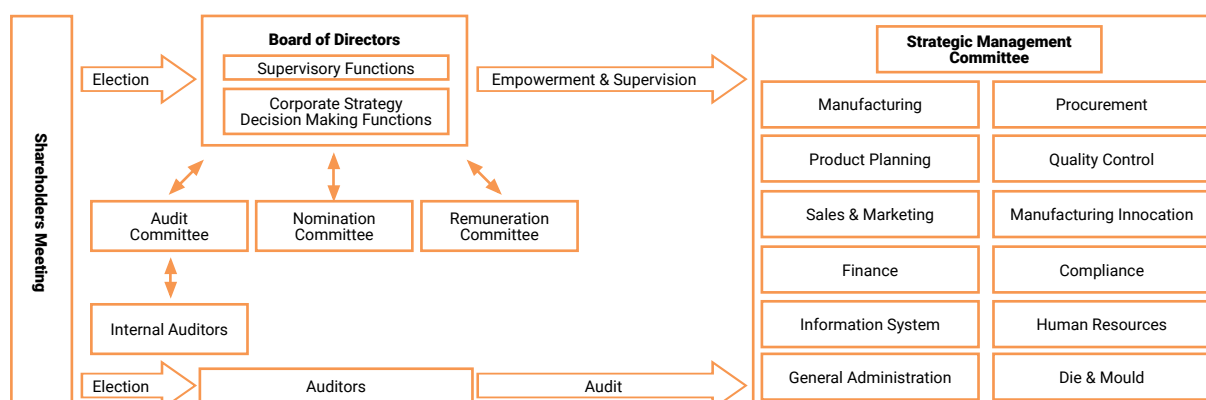 Shareholders Meeting
Election
Board of Directors
Supervisory Functions
Corporate Strategy
Decision Making Functions
Empowerment & Supervision
Audit
Committee
Nomination
Committee
Remuneration
Committee
Internal Auditors
Election
Auditors
Audit
Strategic Management
Committee
Manufacturing
Procurement
Product Planning
Quality Control
Sales & Marketing
Manufacturing Innocation
Finance
Compliance
Information System
Human Resources
General Administration
Die & Mould